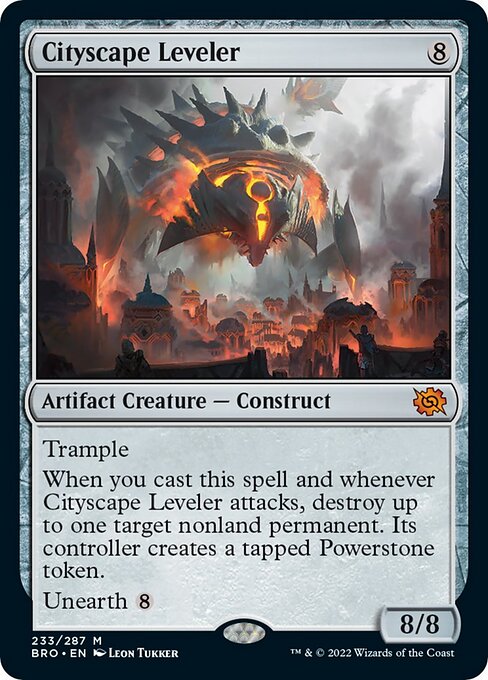 Cityscape Leveler 8
Artifact Creature — Construct
Trample
When you cast this spell and whenever
Cityscape Leveler attacks, destroy up
to one target nonland permanent. Its
controller creates a tapped Powerstone
token.
Unearth 8
8/8
233/287 M
BRO • EN Leon Tukker
™ & © 2022 Wizards of the Coast